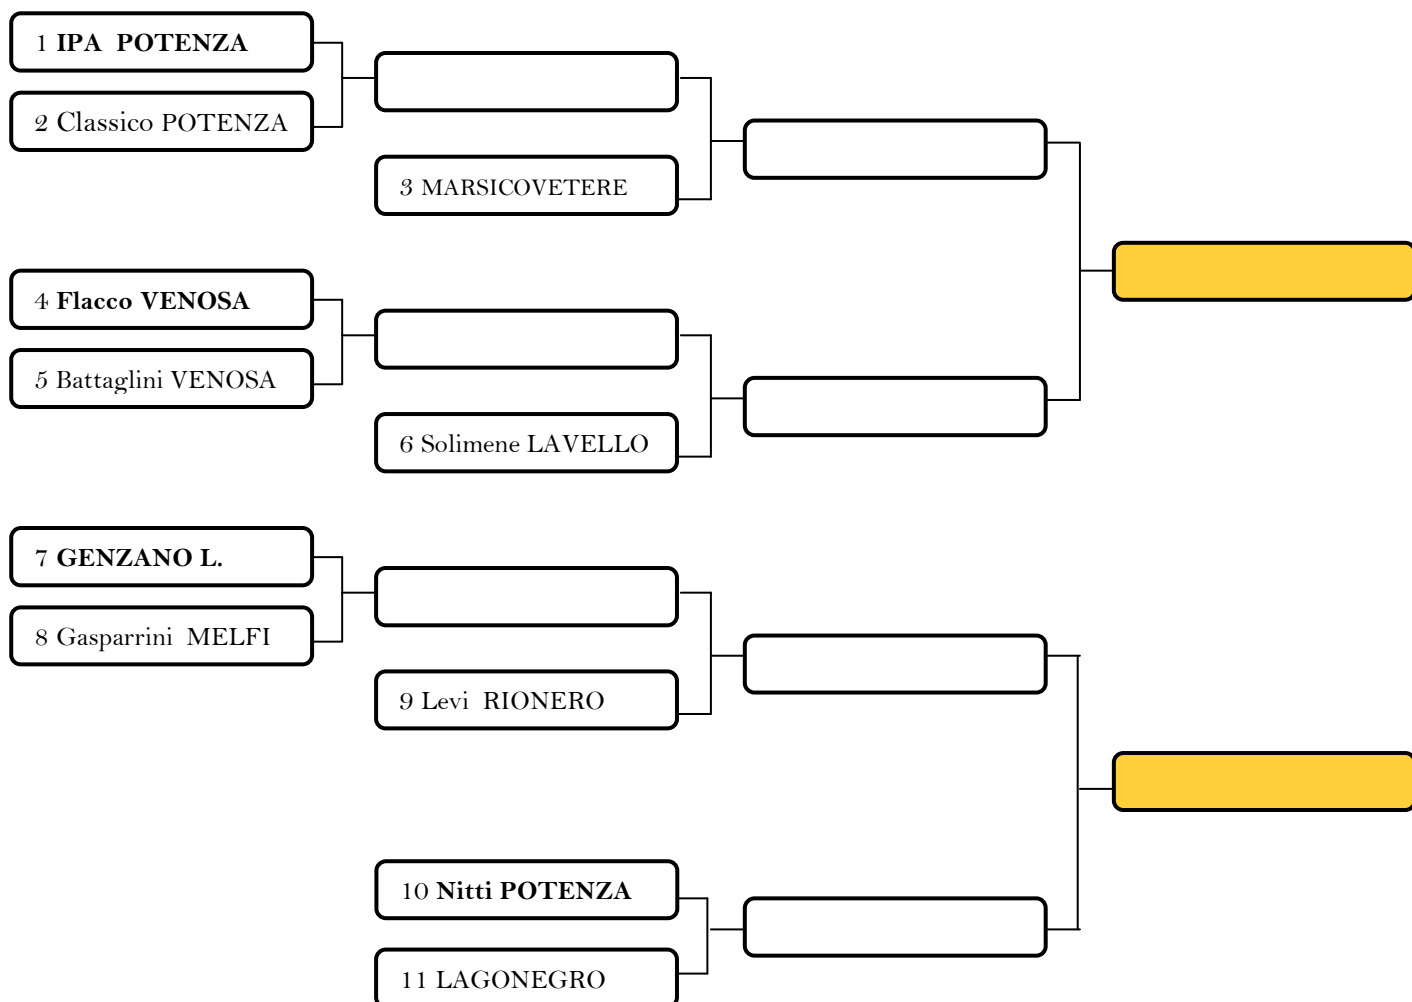 1 IPA POTENZA
2 Classico POTENZA
3 MARSICOVETERE
4 Flacco VENOSA
5 Battaglini VENOSA
6 Solimene LAVELLO
7 GENZANO L.
8 Gasparrini MELFI
9 Levi RIONERO
10 Nitti POTENZA
11 LAGONEGRO